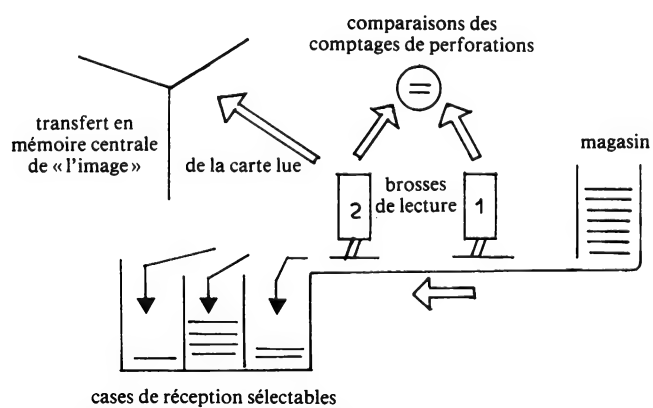 comparaisons des
comptages de perforations
=
transfert en
mémoire centrale
de « l'image »
de la carte lue
magasin
brosses
de lecture
2
1
cases de réception sélectables